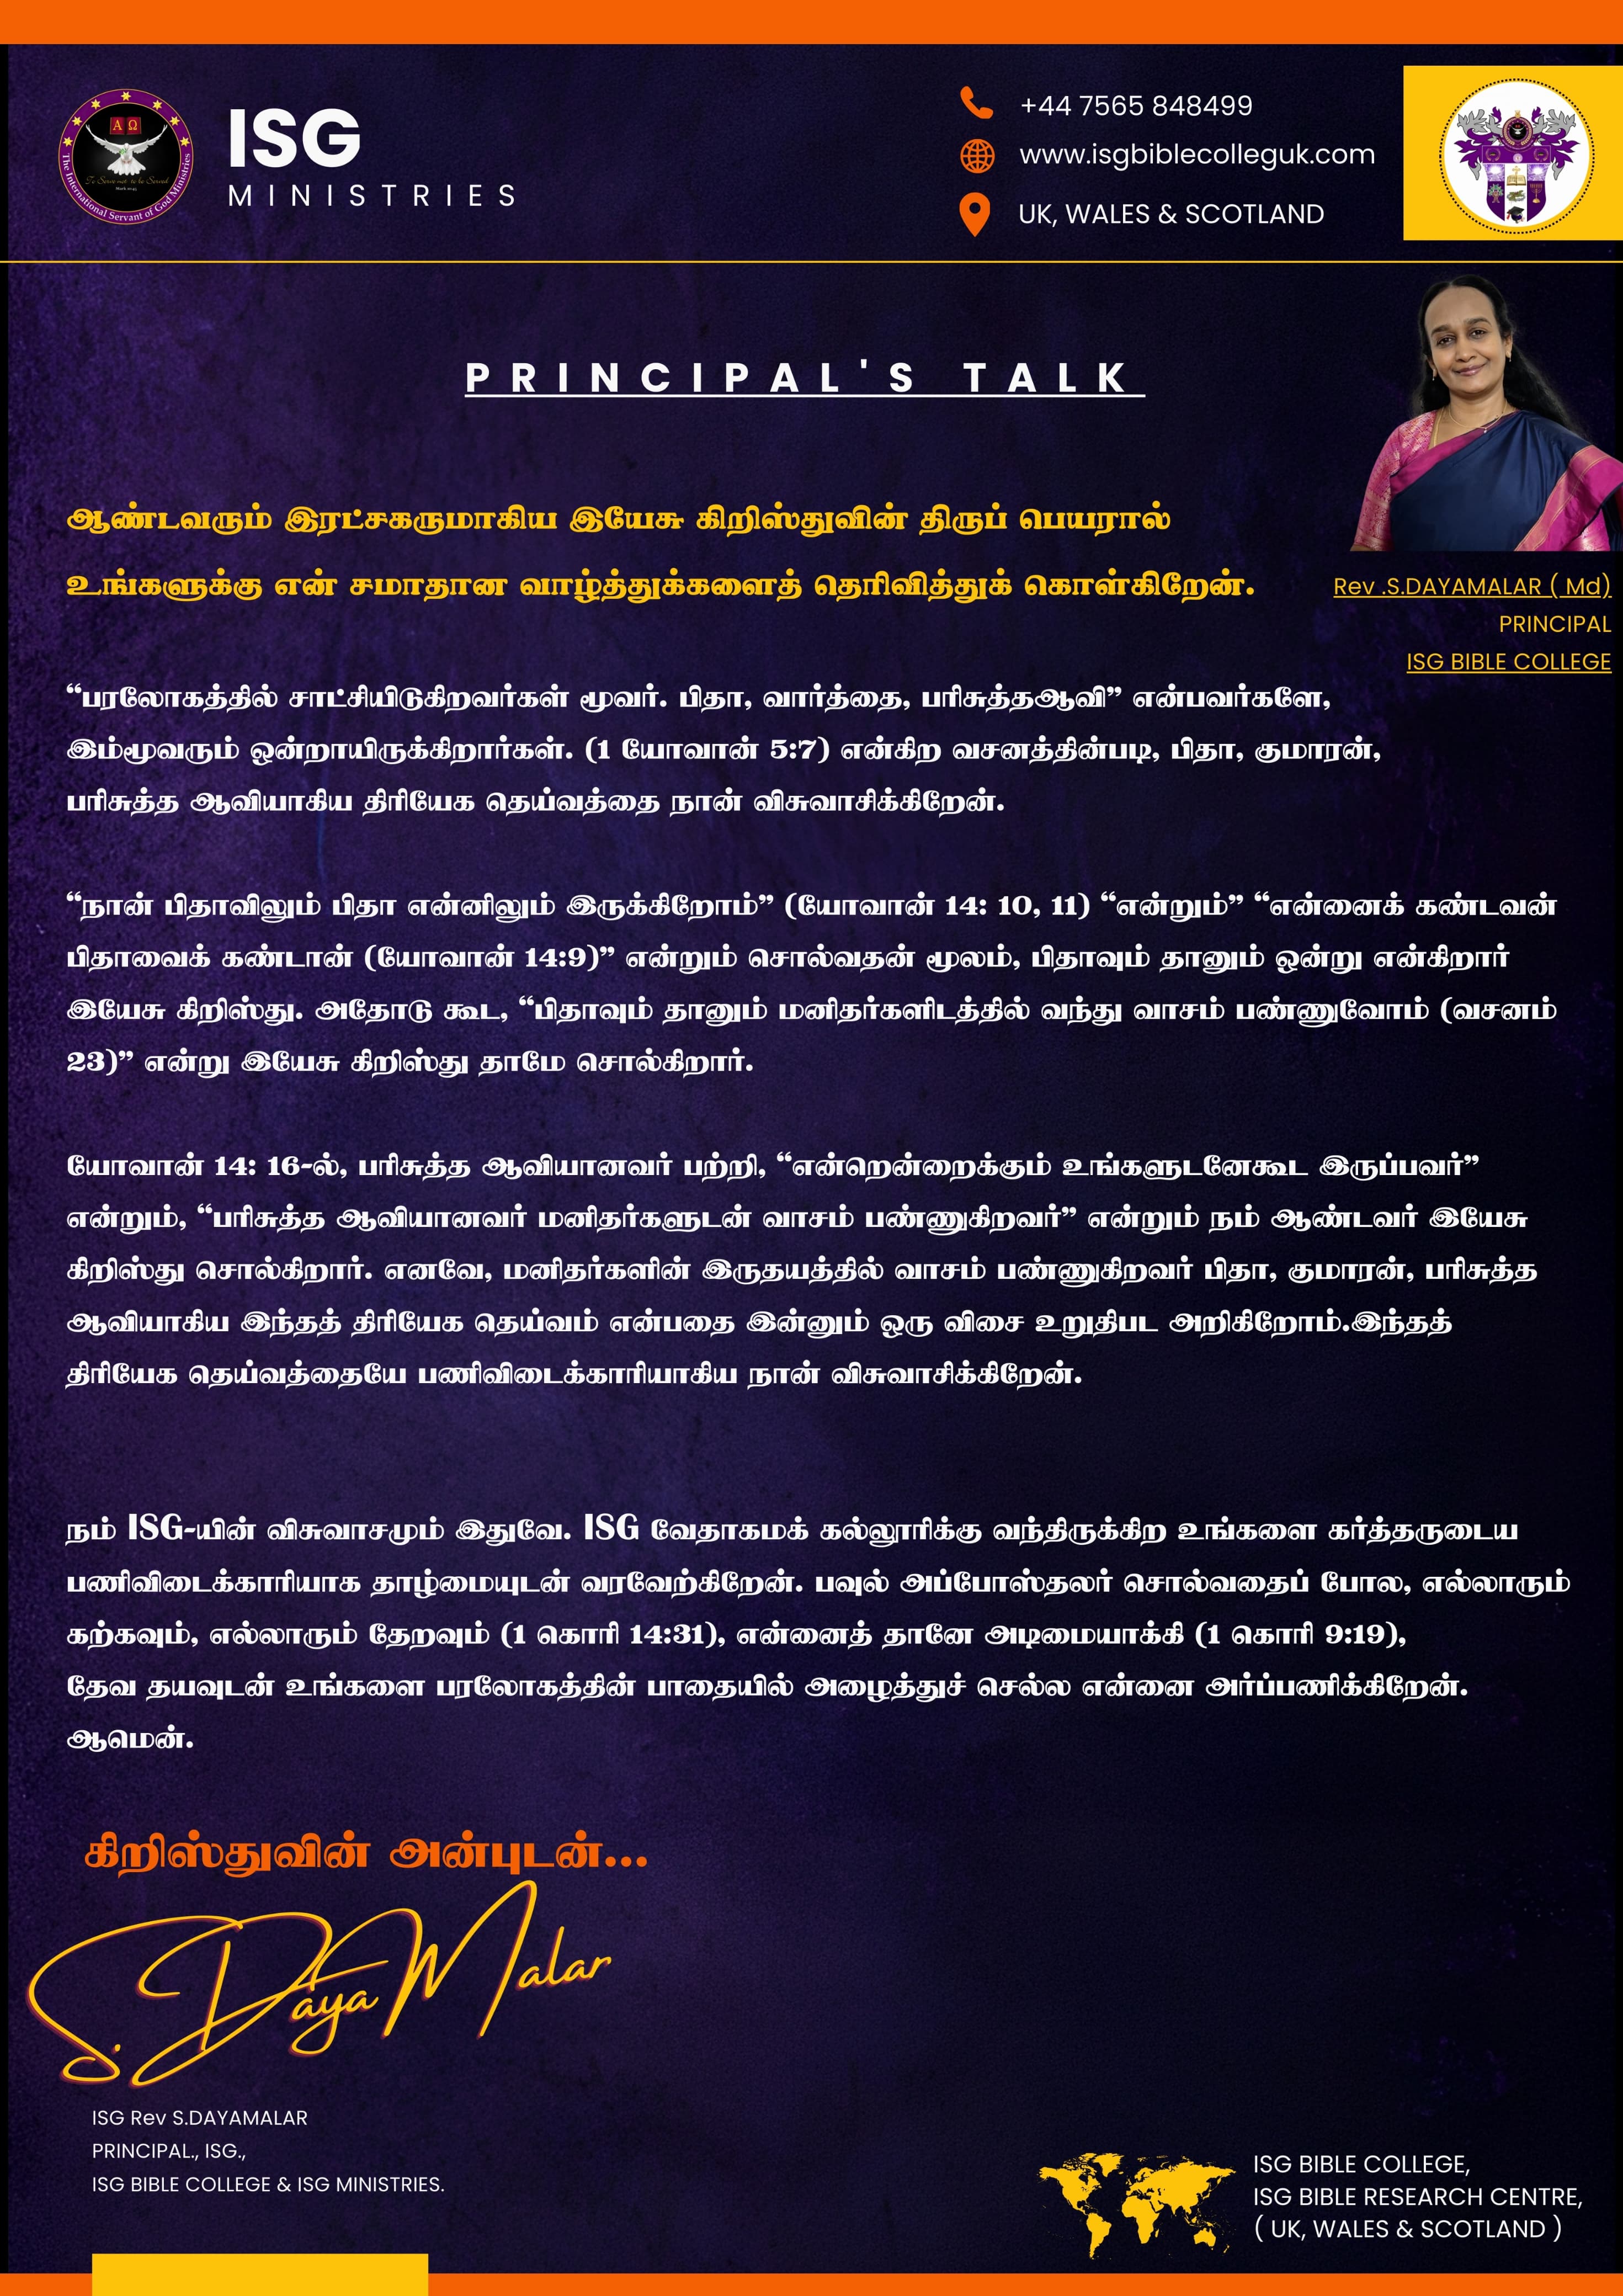 ISG
MINISTRIES
The International Servant of God Ministries
Α Ω
+44 7565 848499
www.isgbiblecolleguk.com
UK, WALES & SCOTLAND
PRINCIPAL'S TALK
ஆண்டவரும் இரட்சகருமாகிய இயேசு கிறிஸ்துவின் திருப் பெயரால்
உங்களுக்கு என் சமாதான வாழ்த்துக்களைத் தெரிவித்துக் கொள்கிறேன்.
Rev .S.DAYAMALAR ( Md)
PRINCIPAL
ISG BIBLE COLLEGE
“பரலோகத்தில் சாட்சியிடுகிறவர்கள் மூவர். பிதா, வார்த்தை, பரிசுத்தஆவி” என்பவர்களே,
இம்மூவரும் ஒன்றாயிருக்கிறார்கள். (1 யோவான் 5:7) என்கிற வசனத்தின்படி, பிதா, குமாரன்,
பரிசுத்த ஆவியாகிய திரியேக தெய்வத்தை நான் விசுவாசிக்கிறேன்.
“நான் பிதாவிலும் பிதா என்னிலும் இருக்கிறோம்” (யோவான் 14: 10, 11) “என்றும்” “என்னைக் கண்டவன்
பிதாவைக் கண்டான் (யோவான் 14:9)” என்றும் சொல்வதன் மூலம், பிதாவும் தானும் ஒன்று என்கிறார்
இயேசு கிறிஸ்து. அதோடு கூட, “பிதாவும் தானும் மனிதர்களிடத்தில் வந்து வாசம் பண்ணுவோம் (வசனம்
23)” என்று இயேசு கிறிஸ்து தாமே சொல்கிறார்.
யோவான் 14: 16-ல், பரிசுத்த ஆவியானவர் பற்றி, “என்றென்றைக்கும் உங்களுடனேகூட இருப்பவர்”
என்றும், “பரிசுத்த ஆவியானவர் மனிதர்களுடன் வாசம் பண்ணுகிறவர்” என்றும் நம் ஆண்டவர் இயேசு
கிறிஸ்து சொல்கிறார். எனவே, மனிதர்களின் இருதயத்தில் வாசம் பண்ணுகிறவர் பிதா, குமாரன், பரிசுத்த
ஆவியாகிய இந்தத் திரியேக தெய்வம் என்பதை இன்னும் ஒரு விசை உறுதிபட அறிகிறோம்.இந்தத்
திரியேக தெய்வத்தையே பணிவிடைக்காரியாகிய நான் விசுவாசிக்கிறேன்.
நம் ISG-யின் விசுவாசமும் இதுவே. ISG வேதாகமக் கல்லூரிக்கு வந்திருக்கிற உங்களை கர்த்தருடைய
பணிவிடைக்காரியாக தாழ்மையுடன் வரவேற்கிறேன். பவுல் அப்போஸ்தலர் சொல்வதைப் போல, எல்லாரும்
கற்கவும், எல்லாரும் தேறவும் (1 கொரி 14:31), என்னைத் தானே அடிமையாக்கி (1 கொரி 9:19),
தேவ தயவுடன் உங்களை பரலோகத்தின் பாதையில் அழைத்துச் செல்ல என்னை அர்ப்பணிக்கிறேன்.
ஆமென்.
கிறிஸ்துவின் அன்புடன்...
S. Daya Malar
ISG Rev S.DAYAMALAR
PRINCIPAL., ISG.,
ISG BIBLE COLLEGE & ISG MINISTRIES.
ISG BIBLE COLLEGE,
ISG BIBLE RESEARCH CENTRE,
( UK, WALES & SCOTLAND )